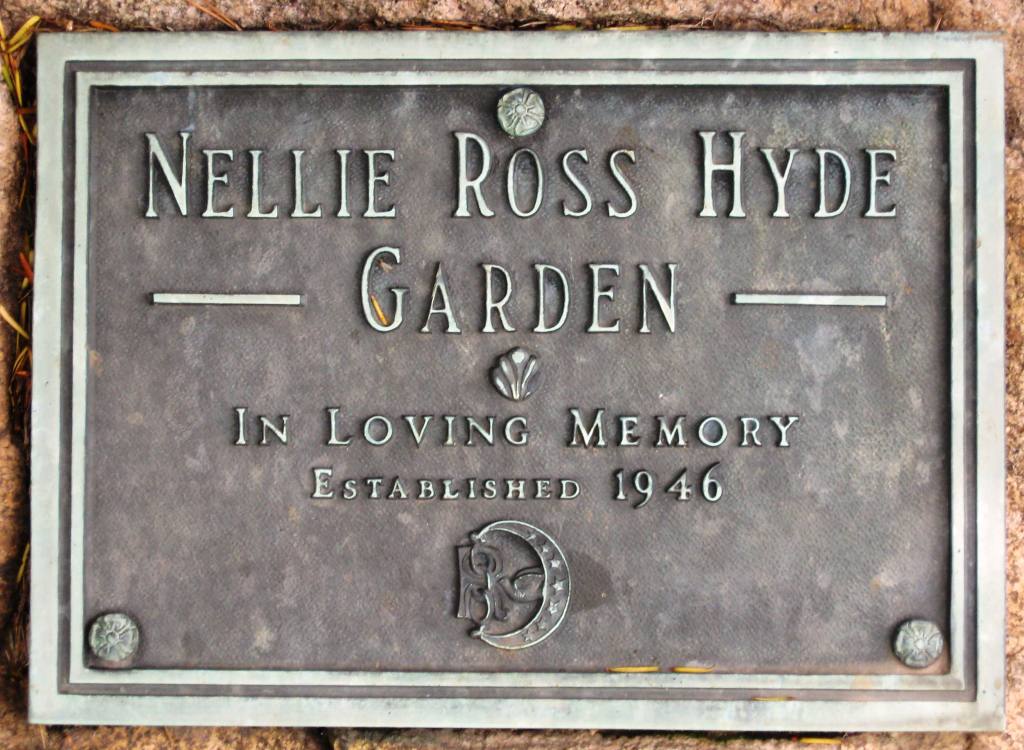 NELLIE ROSS HYDE
GARDEN
IN LOVING MEMORY
ESTABLISHED 1946